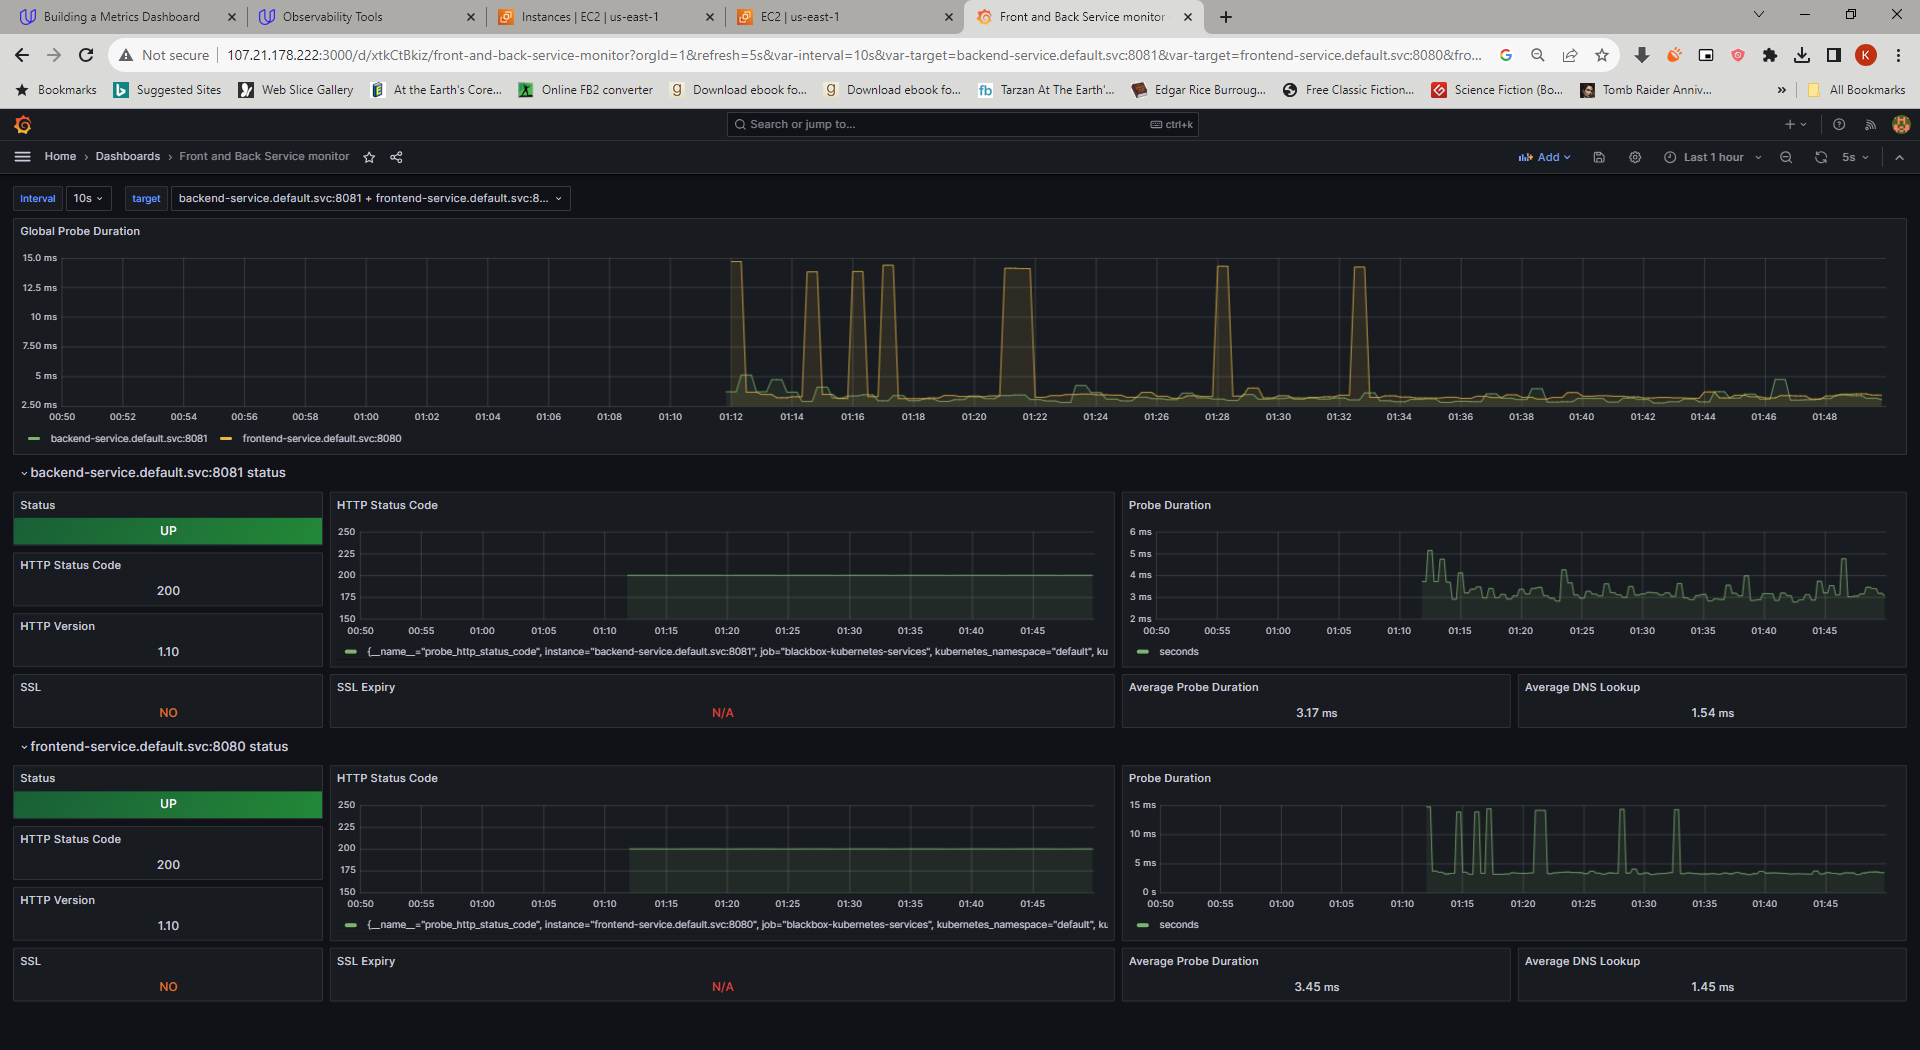 Building a Metrics Dashboard
Observability Tools
Instances | EC2 | us-east-1
EC2 | us-east-1
Front and Back Service monitor
Not secure
107.21.178.222:3000/d/xtkCtBkiz/front-and-back-service-monitor?orgId=1&refresh=5s&var-interval=10s&var-target=backend-service.default.svc:8081&var-target=frontend-service.default.svc:8080&fro...
K
Bookmarks
Suggested Sites
Web Slice Gallery
At the Earth's Core...
Online FB2 converter
Download ebook fo...
Download ebook fo...
Tarzan At The Earth'...
Edgar Rice Burroug...
Free Classic Fiction...
Science Fiction (Bo...
Tomb Raider Anniv...
»
All Bookmarks
Search or jump to...
ctrl+k
Home › Dashboards › Front and Back Service monitor
Add
Last 1 hour
5s
Interval
10s
target
backend-service.default.svc:8081 + frontend-service.default.svc:8...
Global Probe Duration
15.0 ms
12.5 ms
10 ms
7.50 ms
5 ms
2.50 ms
00:50 00:52 00:54 00:56 00:58 01:00 01:02 01:04 01:06 01:08 01:10 01:12 01:14 01:16 01:18 01:20 01:22 01:24 01:26 01:28 01:30 01:32 01:34 01:36 01:38 01:40 01:42 01:44 01:46 01:48
backend-service.default.svc:8081 frontend-service.default.svc:8080
backend-service.default.svc:8081 status
Status
UP
HTTP Status Code
200
HTTP Version
1.10
HTTP Status Code
250
225
200
175
150
00:50 00:55 01:00 01:05 01:10 01:15 01:20 01:25 01:30 01:35 01:40 01:45
{__name__="probe_http_status_code", instance="backend-service.default.svc:8081", job="blackbox-kubernetes-services", kubernetes_namespace="default", ku
Probe Duration
6 ms
5 ms
4 ms
3 ms
2 ms
00:50 00:55 01:00 01:05 01:10 01:15 01:20 01:25 01:30 01:35 01:40 01:45
seconds
SSL
NO
SSL Expiry
N/A
Average Probe Duration
3.17 ms
Average DNS Lookup
1.54 ms
frontend-service.default.svc:8080 status
Status
UP
HTTP Status Code
200
HTTP Version
1.10
HTTP Status Code
250
225
200
175
150
00:50 00:55 01:00 01:05 01:10 01:15 01:20 01:25 01:30 01:35 01:40 01:45
{__name__="probe_http_status_code", instance="frontend-service.default.svc:8080", job="blackbox-kubernetes-services", kubernetes_namespace="default", ku
Probe Duration
15 ms
10 ms
5 ms
0 s
00:50 00:55 01:00 01:05 01:10 01:15 01:20 01:25 01:30 01:35 01:40 01:45
seconds
SSL
NO
SSL Expiry
N/A
Average Probe Duration
3.45 ms
Average DNS Lookup
1.45 ms